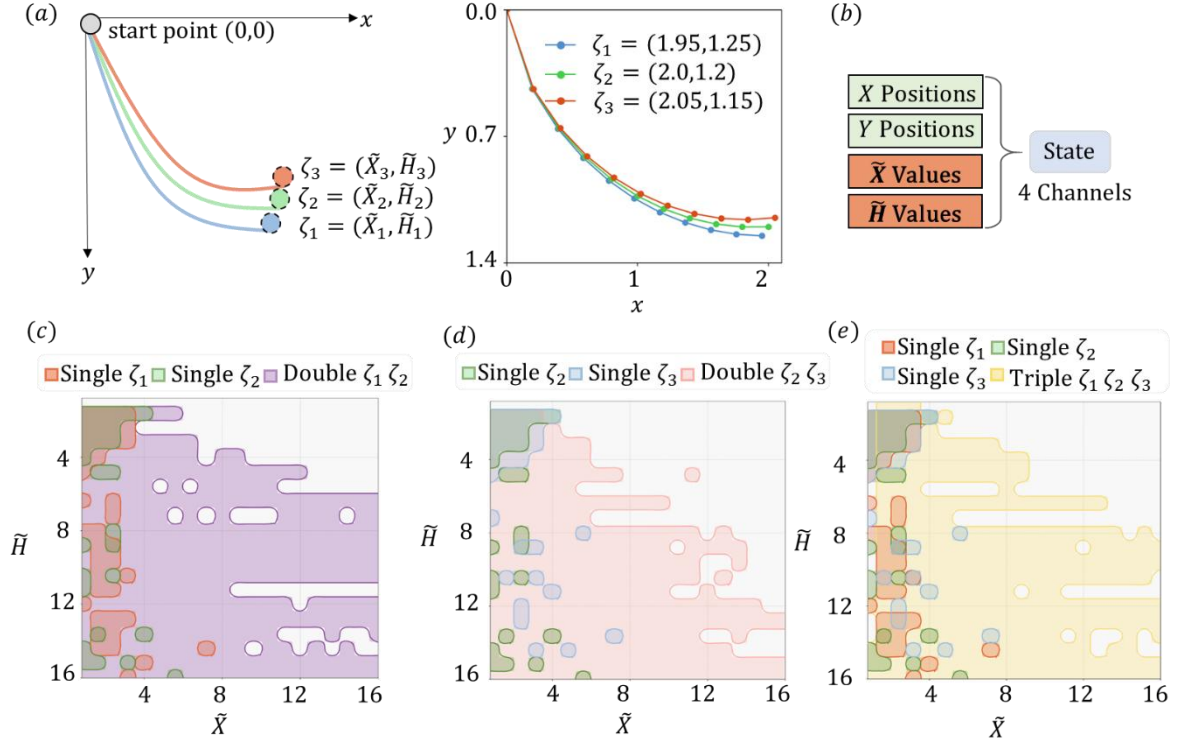 (a)
x
start point (0,0)
ζ₃ = (X̃₃, H̃₃)
ζ₂ = (X̃₂, H̃₂)
ζ₁ = (X̃₁, H̃₁)
y
0.0
ζ₁ = (1.95,1.25)
ζ₂ = (2.0,1.2)
ζ₃ = (2.05,1.15)
y
0.7
1.4
0 1 2
x
(b)
X Positions
Y Positions
X̃ Values
H̃ Values
State
4 Channels
(c)
Single ζ₁ Single ζ₂ Double ζ₁ ζ₂
4
8
H̃
12
16
4 8 12 16
X̃
(d)
Single ζ₂ Single ζ₃ Double ζ₂ ζ₃
4
8
H̃
12
16
4 8 12 16
X̃
(e)
Single ζ₁ Single ζ₂
Single ζ₃ Triple ζ₁ ζ₂ ζ₃
4
8
H̃
12
16
4 8 12 16
X̃